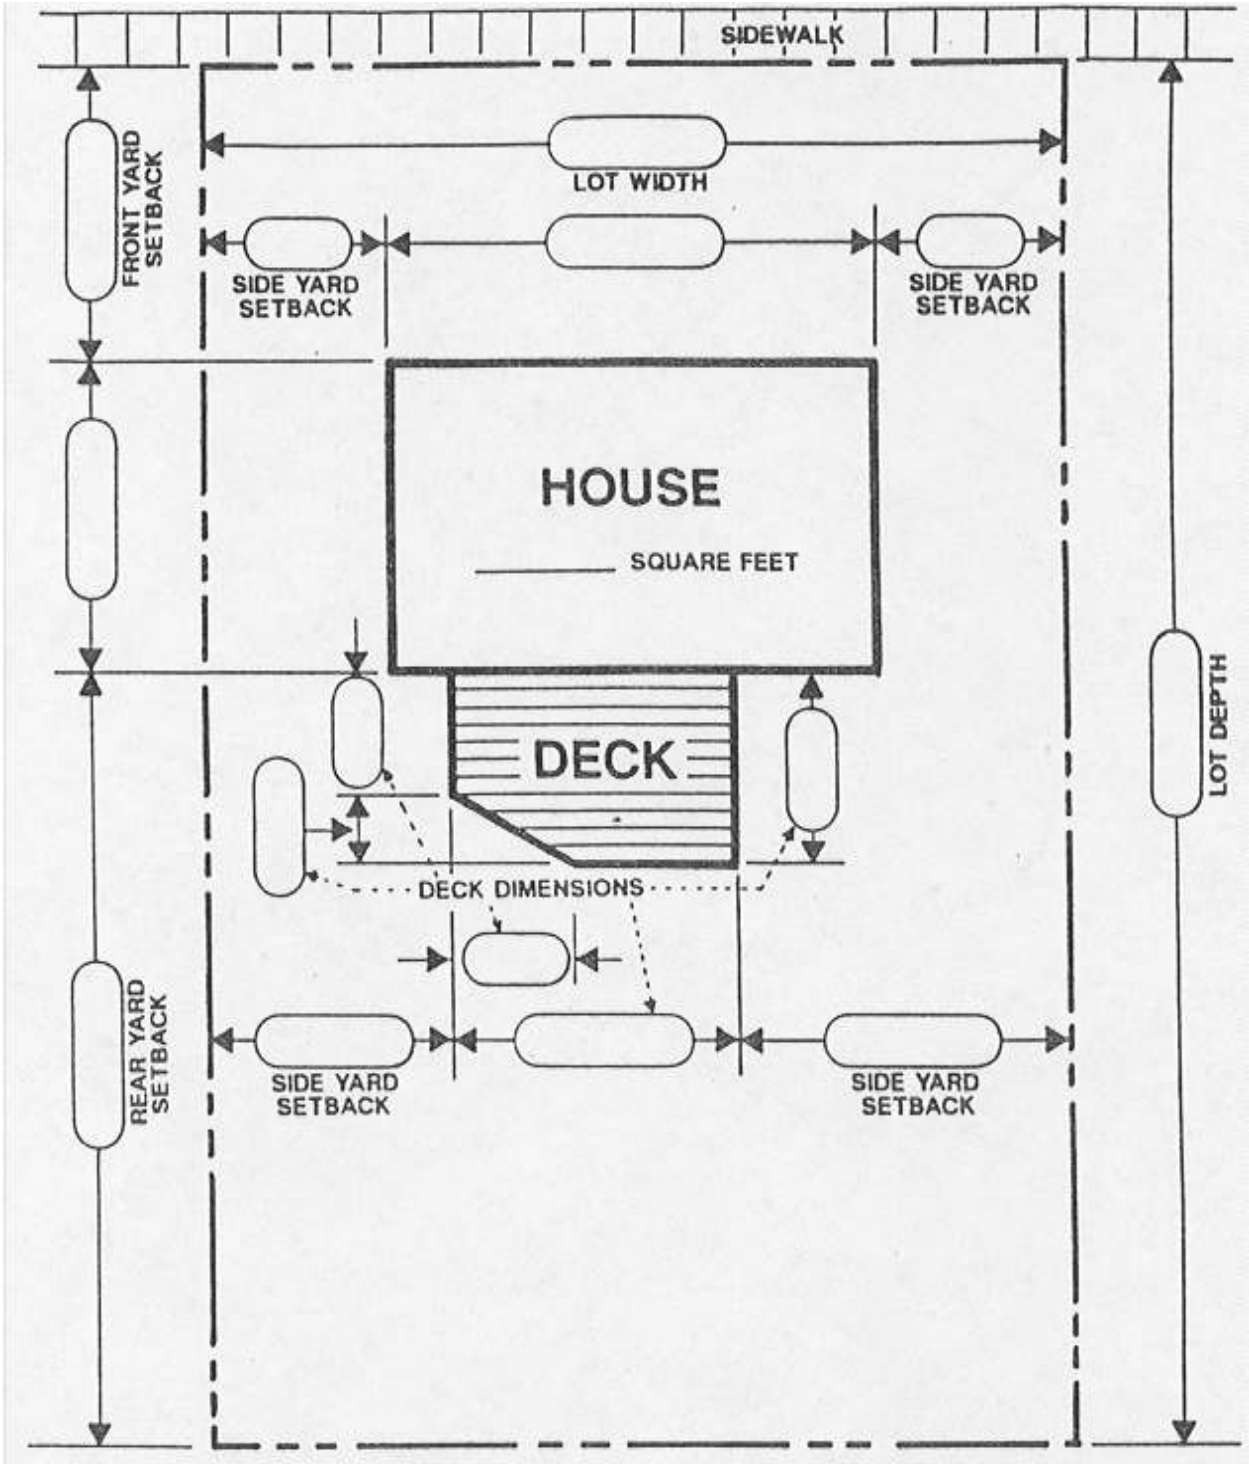 SIDEWALK
LOT WIDTH
FRONT YARD
SETBACK
SIDE YARD
SETBACK
SIDE YARD
SETBACK
HOUSE
SQUARE FEET
LOT DEPTH
DECK
DECK DIMENSIONS
REAR YARD
SETBACK
SIDE YARD
SETBACK
SIDE YARD
SETBACK